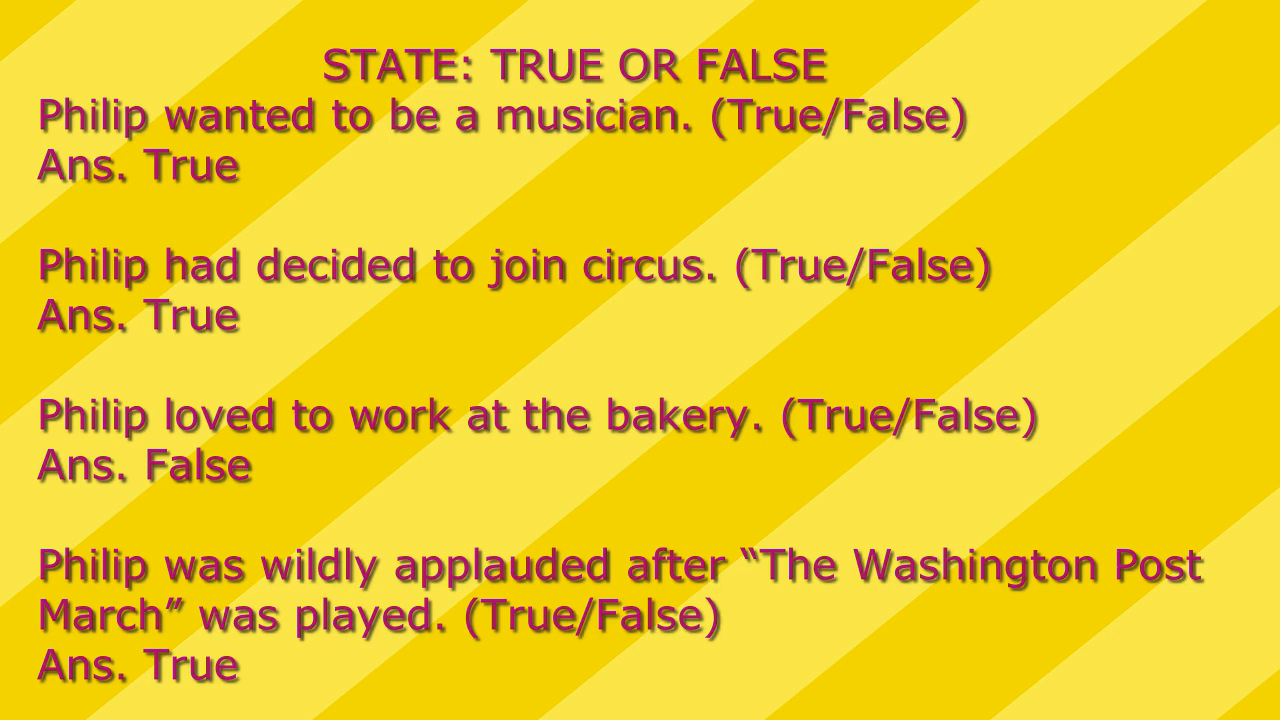 STATE: TRUE OR FALSE
Philip wanted to be a musician. (True/False)
Ans. True
Philip had decided to join circus. (True/False)
Ans. True
Philip loved to work at the bakery. (True/False)
Ans. False
Philip was wildly applauded after “The Washington Post
March” was played. (True/False)
Ans. True